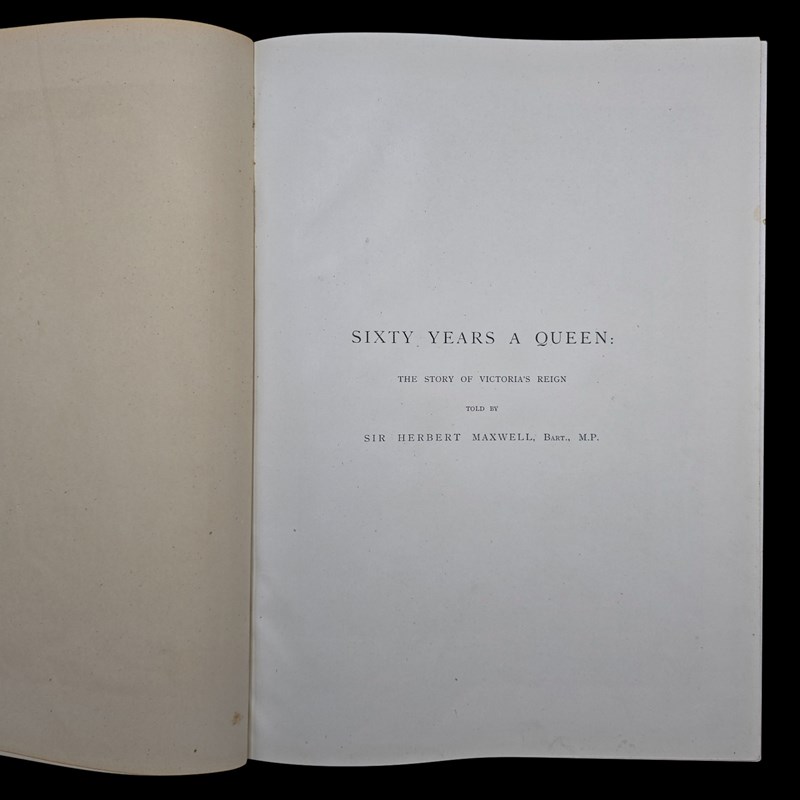 SIXTY YEARS A QUEEN:
THE STORY OF VICTORIA'S REIGN
TOLD BY
SIR HERBERT MAXWELL, BART., M.P.